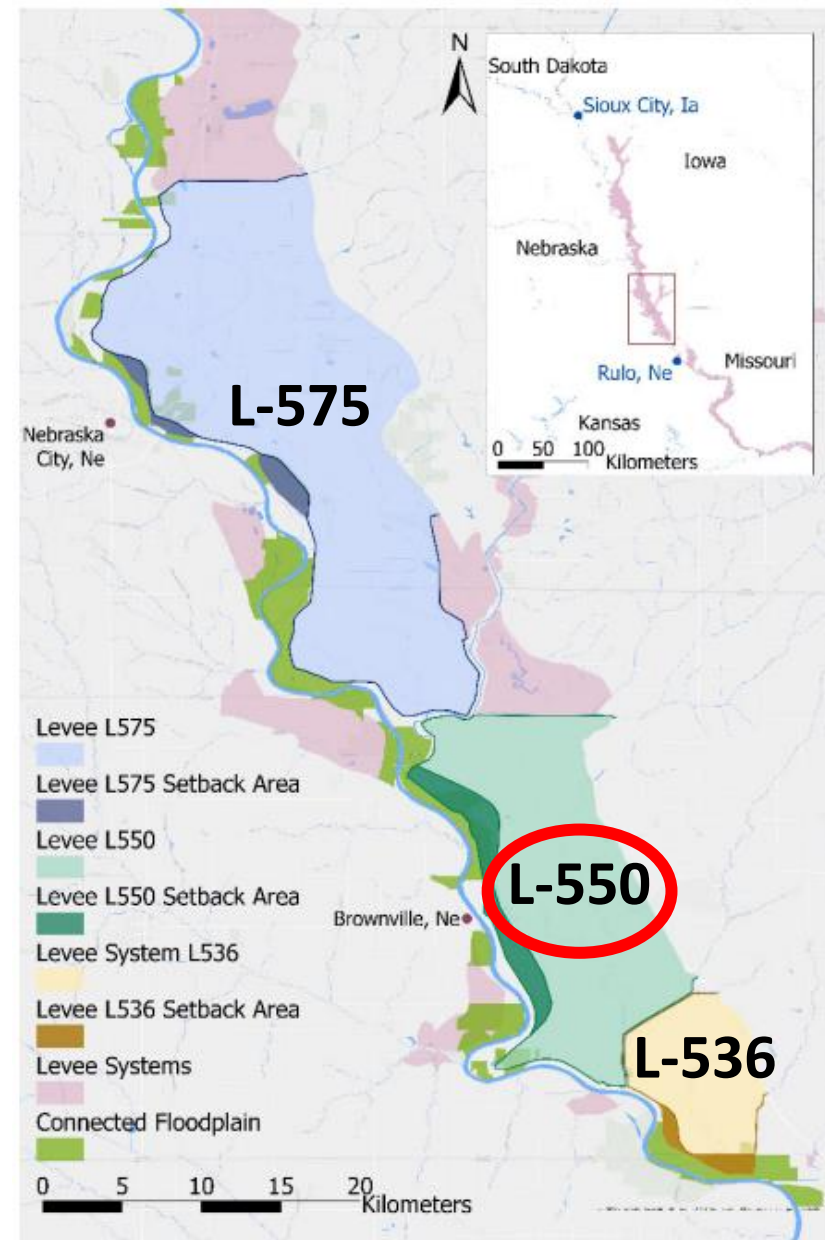 N
South Dakota
Sioux City, Ia
Iowa
Nebraska
Rulo, Ne
Missouri
Kansas
0 50 100
Kilometers
L-575
Nebraska
City, Ne
Levee L575
Levee L575 Setback Area
Levee L550
Levee L550 Setback Area
Levee System L536
Levee L536 Setback Area
Levee Systems
Connected Floodplain
L-550
Brownville, Ne
L-536
0 5 10 15 20
Kilometers